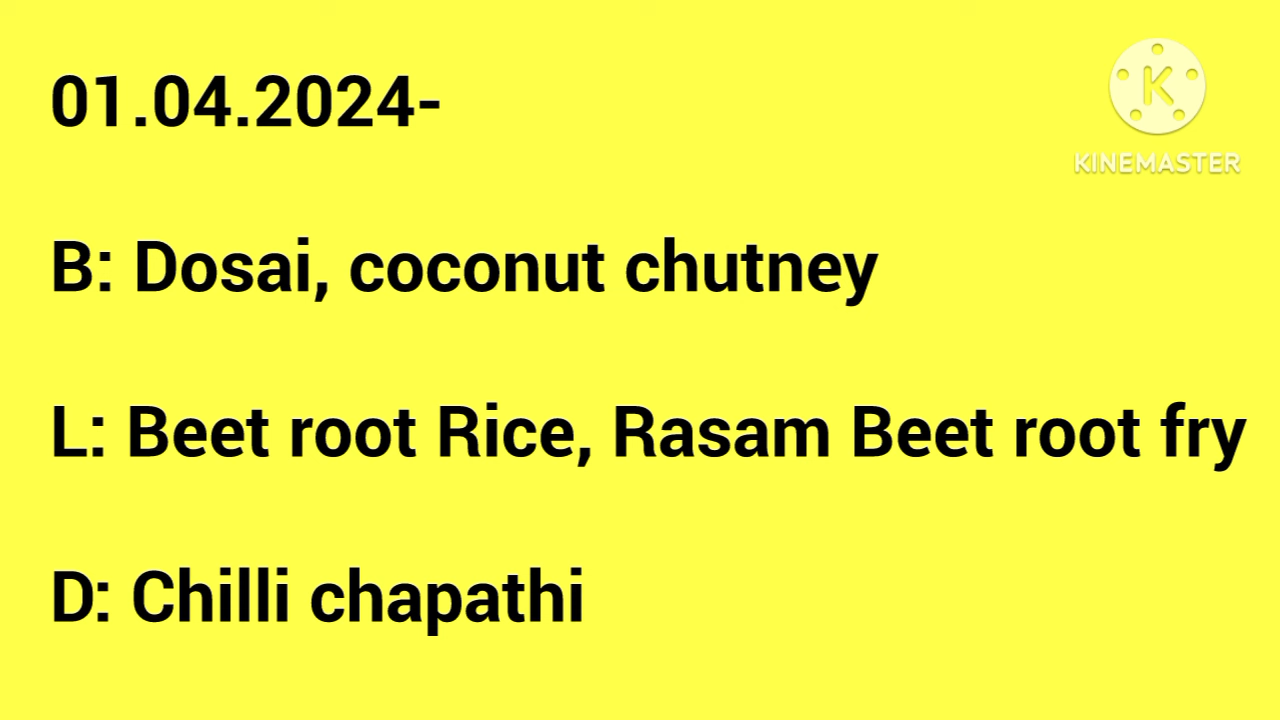 01.04.2024-
K
KINEMASTER
B: Dosai, coconut chutney
L: Beet root Rice, Rasam Beet root fry
D: Chilli chapathi